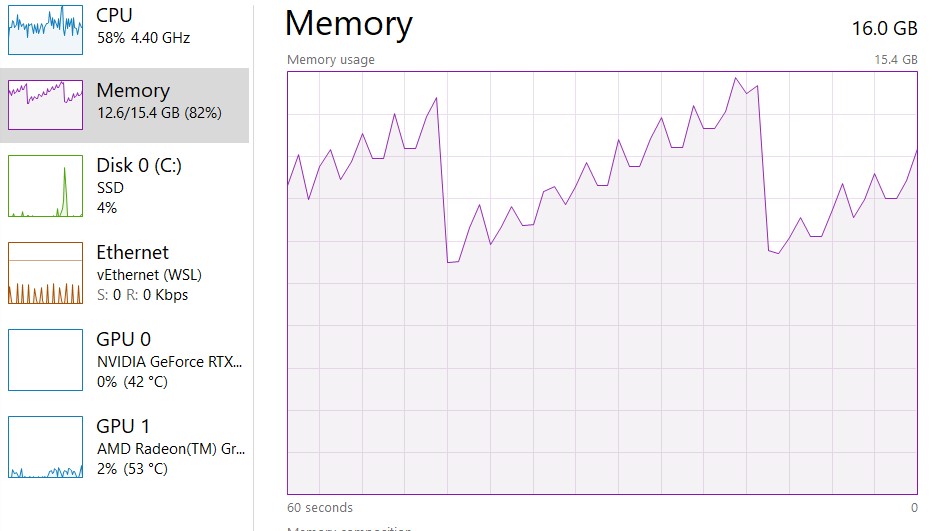 CPU
58% 4.40 GHz
Memory
12.6/15.4 GB (82%)
Disk 0 (C:)
SSD
4%
Ethernet
vEthernet (WSL)
S: 0 R: 0 Kbps
GPU 0
NVIDIA GeForce RTX...
0% (42 °C)
GPU 1
AMD Radeon(TM) Gr...
2% (53 °C)
Memory
16.0 GB
Memory usage
15.4 GB
60 seconds
0
Memory composition